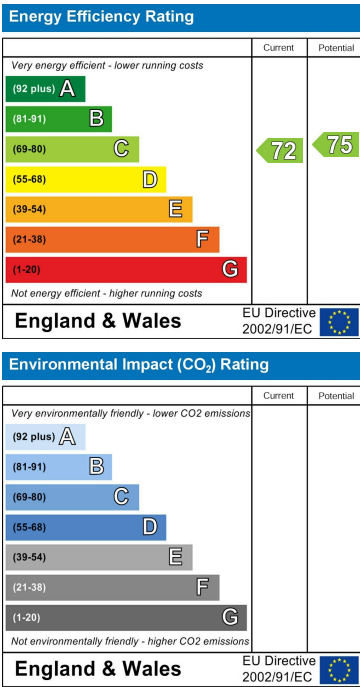 Energy Efficiency Rating
Current Potential
Very energy efficient - lower running costs
(92 plus) A
(81-91) B
(69-80) C
72 75
(55-68) D
(39-54) E
(21-38) F
(1-20) G
Not energy efficient - higher running costs
England & Wales
EU Directive
2002/91/EC
Environmental Impact (CO2) Rating
Current Potential
Very environmentally friendly - lower CO2 emissions
(92 plus) A
(81-91) B
(69-80) C
(55-68) D
(39-54) E
(21-38) F
(1-20) G
Not environmentally friendly - higher CO2 emissions
England & Wales
EU Directive
2002/91/EC